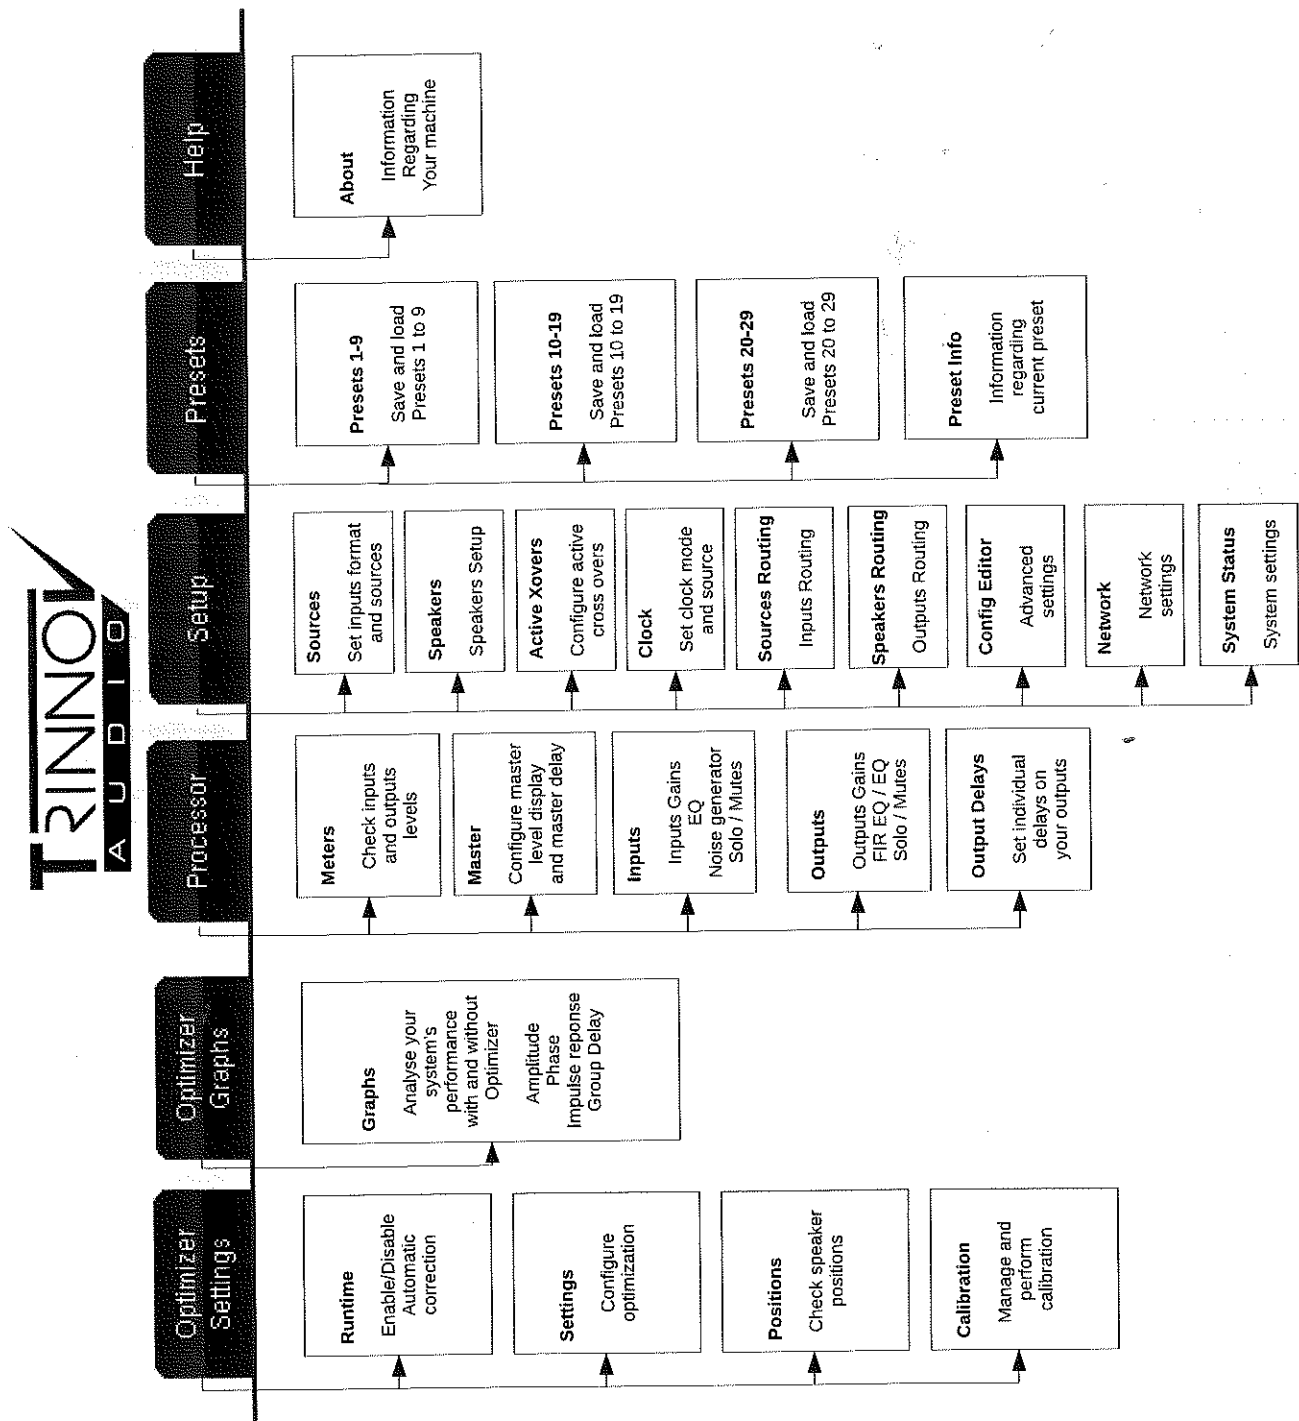 TRINNOV
AUDIO
Optimizer
Settings
Runtime
Enable/Disable
Automatic
correction
Settings
Configure
optimization
Positions
Check speaker
positions
Calibration
Manage and
perform
calibration
Optimizer
Graphs
Graphs
Analyse your
system's
performance
with and without
Optimizer
Amplitude
Phase
Impulse reponse
Group Delay
Processor
Meters
Check inputs
and outputs
levels
Master
Configure master
level display
and master delay
Inputs
Inputs Gains
EQ
Noise generator
Solo / Mutes
Outputs
Outputs Gains
FIR EQ / EQ
Solo / Mutes
Output Delays
Set individual
delays on
your outputs
Setup
Sources
Set inputs format
and sources
Speakers
Speakers Setup
Active Xovers
Configure active
cross overs
Clock
Set clock mode
and source
Sources Routing
Inputs Routing
Speakers Routing
Outputs Routing
Config Editor
Advanced
settings
Network
Network
settings
System Status
System settings
Presets
Presets 1-9
Save and load
Presets 1 to 9
Presets 10-19
Save and load
Presets 10 to 19
Presets 20-29
Save and load
Presets 20 to 29
Preset Info
Information
regarding
current preset
Help
About
Information
Regarding
Your machine